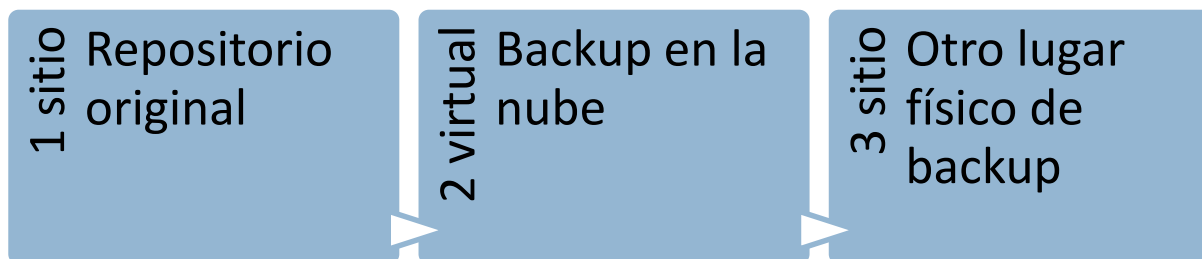 1 sitio
Repositorio
original
2 virtual
Backup en la
nube
3 sitio
Otro lugar
físico de
backup